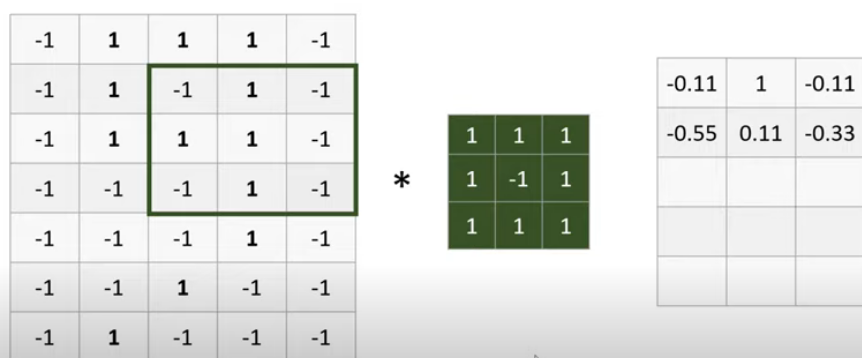 -1 1 1 1 -1
-1 1 -1 1 -1
-1 1 1 1 -1
-1 -1 -1 1 -1
-1 -1 -1 1 -1
-1 -1 1 -1 -1
-1 1 -1 -1 -1
*
1 1 1
1 -1 1
1 1 1
-0.11 1 -0.11
-0.55 0.11 -0.33